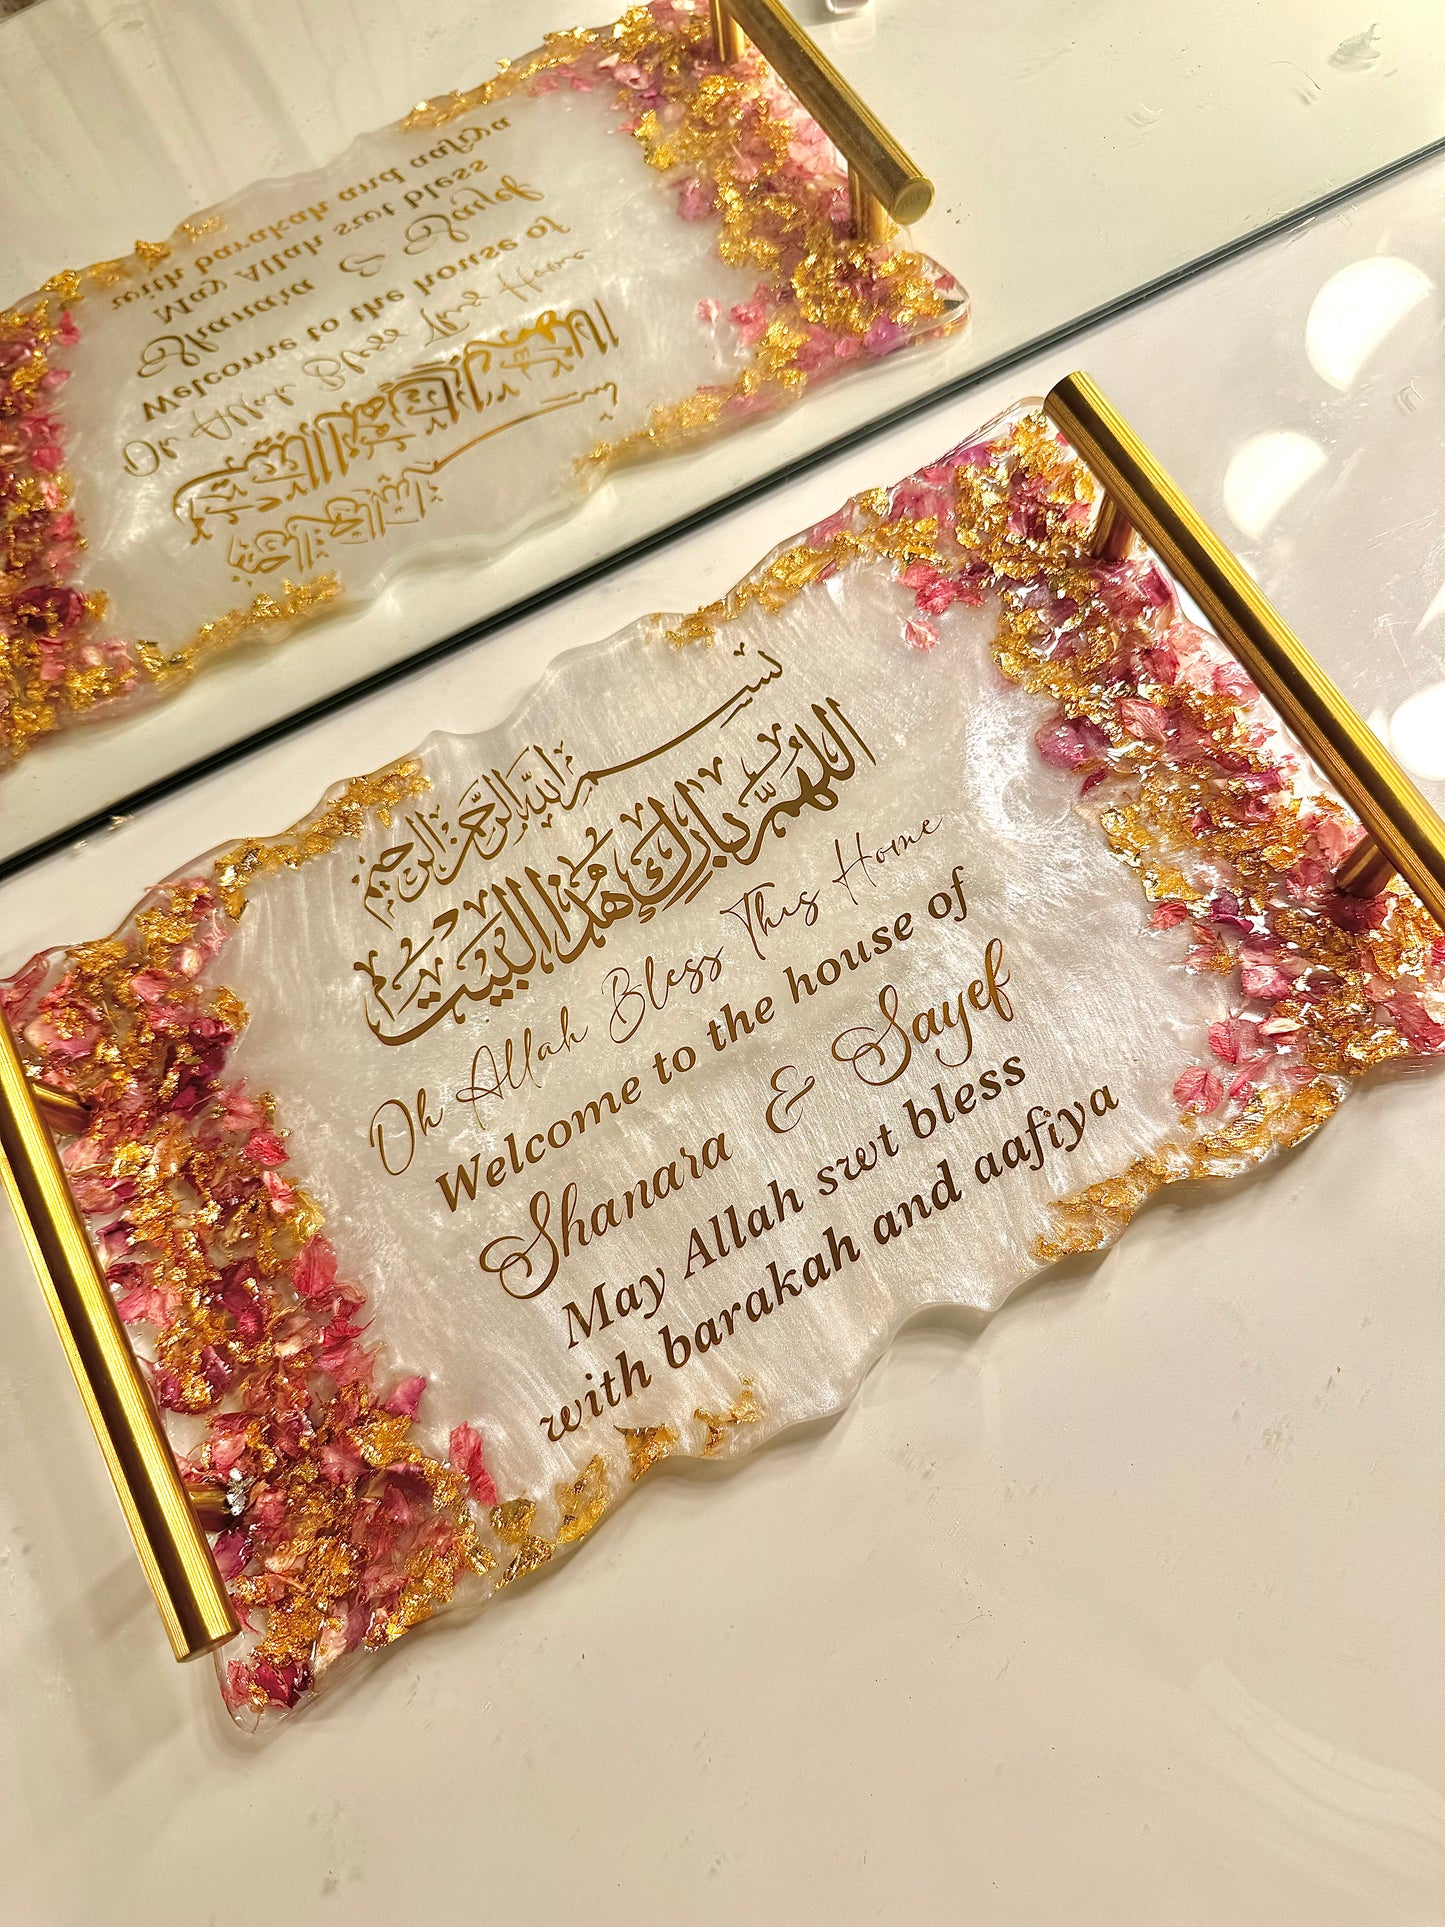 بسم الله الرحمن الرحيم
اللهم بارك هذا البيت
Oh Allah Bless This Home
Welcome to the house of
Shanara & Sayef
May Allah swt bless
with barakah and aafiya